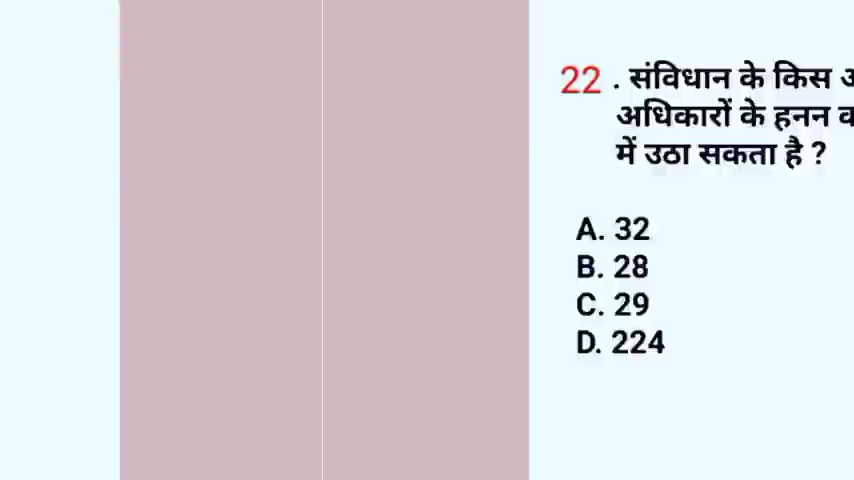 22 . संविधान के किस
अधिकारों के हनन
में उठा सकता है ?
A. 32
B. 28
C. 29
D. 224